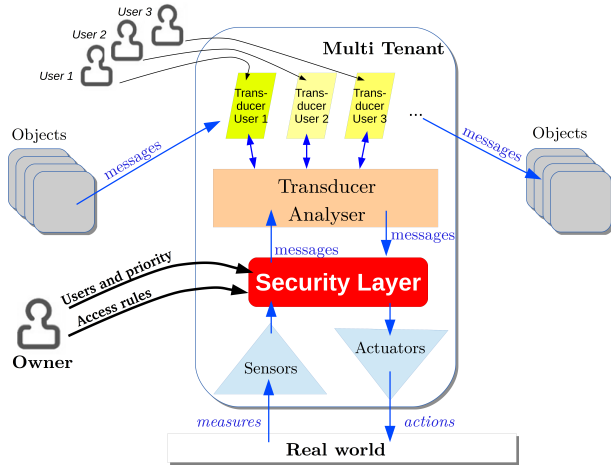 User 3
User 2
User 1
Multi Tenant
Trans-
ducer
User 1
Trans-
ducer
User 2
Trans-
ducer
User 3
...
Objects
messages
messages
Objects
Transducer
Analyser
messages
messages
Users and priority
Access rules
Security Layer
Owner
Sensors
Actuators
measures
actions
Real world